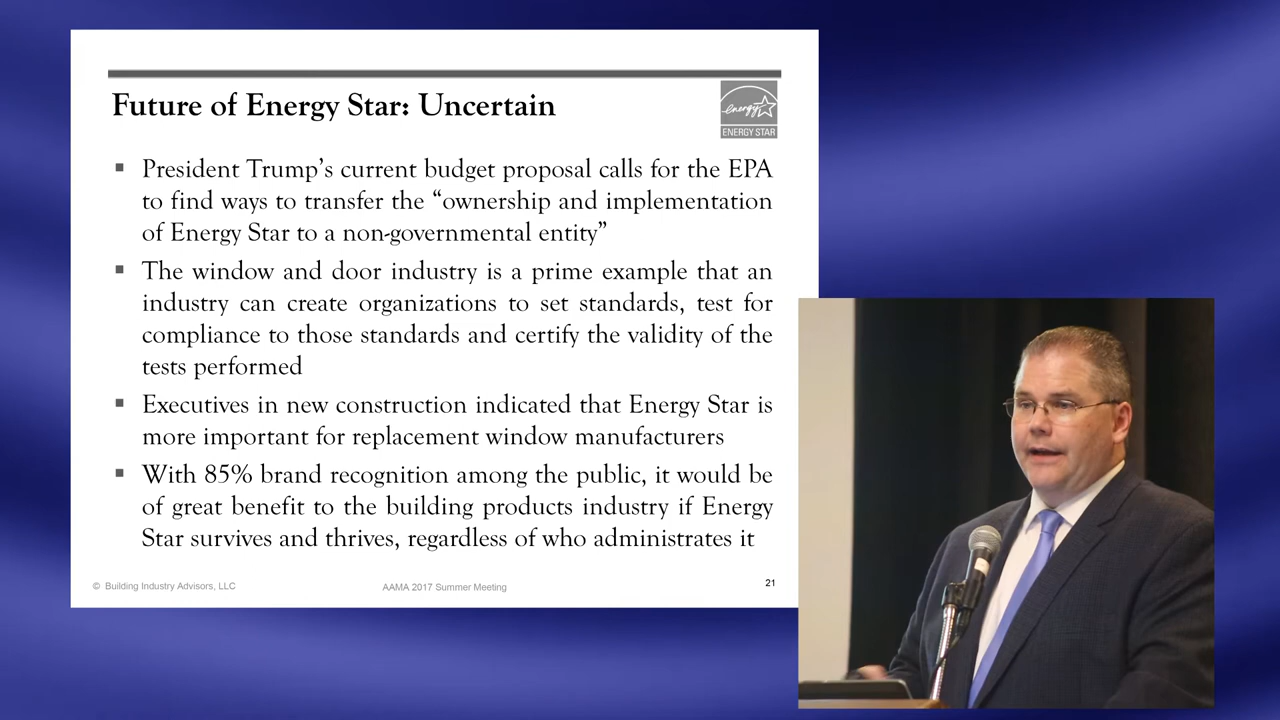 Future of Energy Star: Uncertain
energy
ENERGY STAR
▪ President Trump’s current budget proposal calls for the EPA
to find ways to transfer the “ownership and implementation
of Energy Star to a non-governmental entity”
▪ The window and door industry is a prime example that an
industry can create organizations to set standards, test for
compliance to those standards and certify the validity of the
tests performed
▪ Executives in new construction indicated that Energy Star is
more important for replacement window manufacturers
▪ With 85% brand recognition among the public, it would be
of great benefit to the building products industry if Energy
Star survives and thrives, regardless of who administrates it
© Building Industry Advisors, LLC
AAMA 2017 Summer Meeting
21